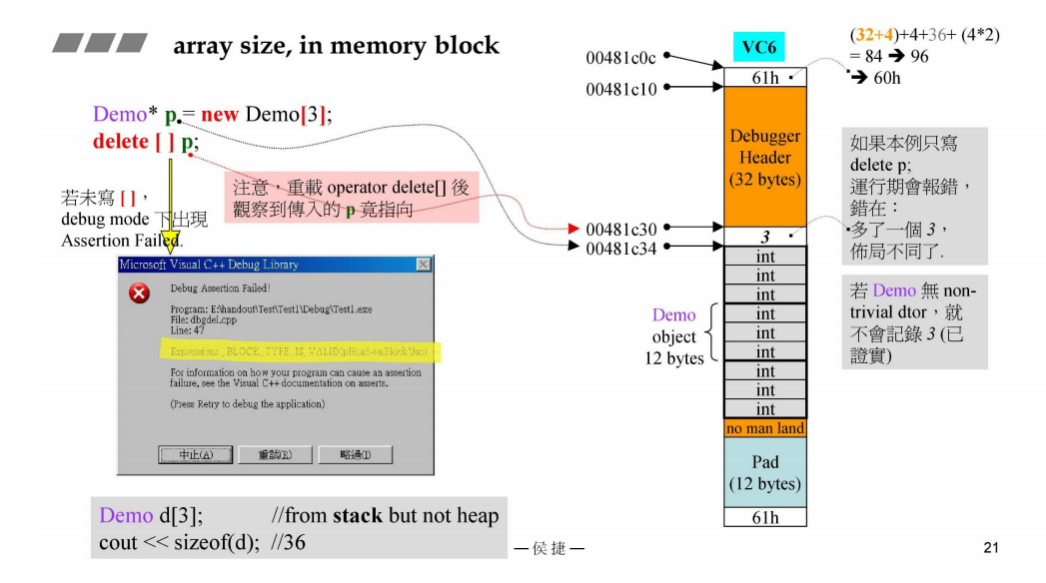 array size, in memory block
Demo* p = new Demo[3];
delete [ ] p;
若未寫 [ ]，
debug mode 下出現
Assertion Failed.
注意，重載 operator delete[] 後
觀察到傳入的 p 竟指向
Microsoft Visual C++ Debug Library
Debug Assertion Failed!
Program: E:\handout\Test\Test1\Debug\Test1.exe
File: dbgdel.cpp
Line: 47
Expression: _BLOCK_TYPE_IS_VALID(pHead->nBlockUse)
For information on how your program can cause an assertion
failure, see the Visual C++ documentation on asserts.
(Press Retry to debug the application)
中止(A)
重試(R)
略過(I)
Demo d[3]; //from stack but not heap
cout << sizeof(d); //36
VC6
00481c0c
61h
00481c10
Debugger
Header
(32 bytes)
00481c30
3
00481c34
int
int
int
Demo
object
12 bytes
int
int
int
int
int
int
no man land
Pad
(12 bytes)
61h
(32+4)+4+36+ (4*2)
= 84 ➔ 96
➔ 60h
如果本例只寫
delete p;
運行期會報錯，
錯在：
多了一個 3，
佈局不同了.
若 Demo 無 non-
trivial dtor，就
不會記錄 3 (已
證實)
—侯捷—
21